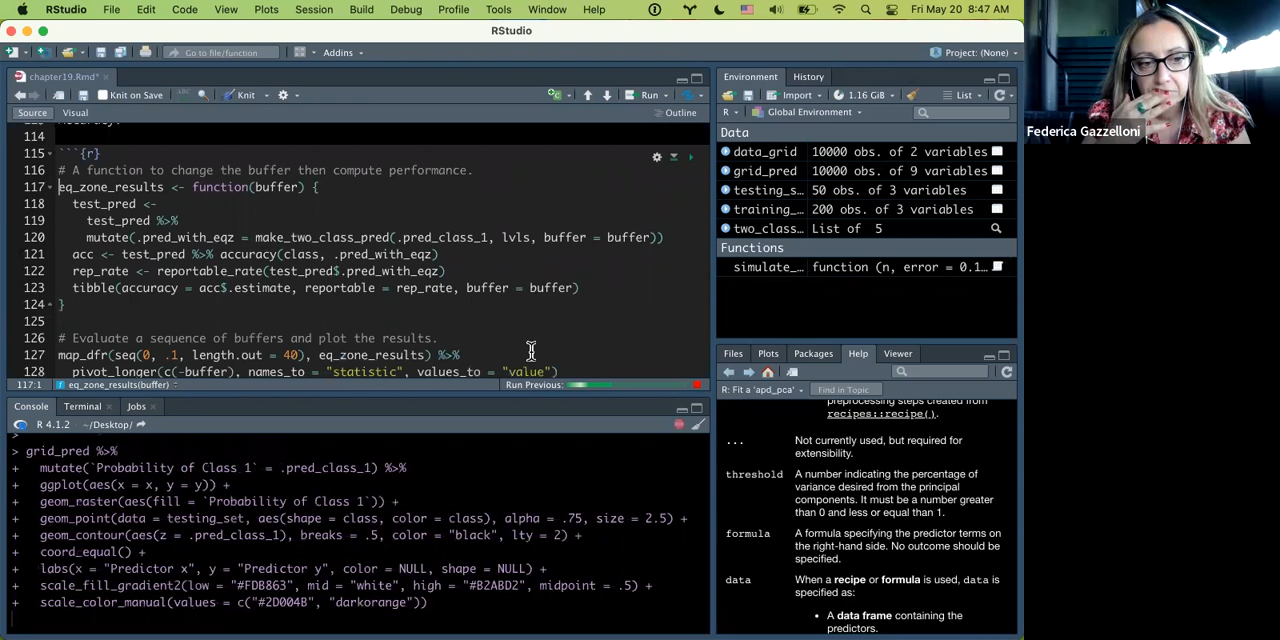 RStudio File Edit Code View Plots Session Build Debug Profile Tools Window Help Fri May 20 8:47 AM
RStudio
Go to file/function Addins Project: (None)
chapter19.Rmd*
Knit on Save Knit Run
Source Visual Outline
114
115 ```{r}
116 # A function to change the buffer then compute performance.
117 eq_zone_results <- function(buffer) {
118 test_pred <-
119 test_pred %>%
120 mutate(.pred_with_eqz = make_two_class_pred(.pred_class_1, lvls, buffer = buffer))
121 acc <- test_pred %>% accuracy(class, .pred_with_eqz)
122 rep_rate <- reportable_rate(test_pred$.pred_with_eqz)
123 tibble(accuracy = acc$.estimate, reportable = rep_rate, buffer = buffer)
124 }
125
126 # Evaluate a sequence of buffers and plot the results.
127 map_dfr(seq(0, .1, length.out = 40), eq_zone_results) %>%
128 pivot_longer(c(-buffer), names_to = "statistic", values_to = "value")
117:1 eq_zone_results(buffer) Run Previous:
Console Terminal Jobs
R 4.1.2 · ~/Desktop/
>
> grid_pred %>%
+ mutate(`Probability of Class 1` = .pred_class_1) %>%
+ ggplot(aes(x = x, y = y)) +
+ geom_raster(aes(fill = `Probability of Class 1`)) +
+ geom_point(data = testing_set, aes(shape = class, color = class), alpha = .75, size = 2.5) +
+ geom_contour(aes(z = .pred_class_1), breaks = .5, color = "black", lty = 2) +
+ coord_equal() +
+ labs(x = "Predictor x", y = "Predictor y", color = NULL, shape = NULL) +
+ scale_fill_gradient2(low = "#FDB863", mid = "white", high = "#B2ABD2", midpoint = .5) +
+ scale_color_manual(values = c("#2D004B", "darkorange"))
Environment History
Import 1.16 GiB List
R Global Environment
Data
data_grid 10000 obs. of 2 variables
grid_pred 10000 obs. of 9 variables
testing_s... 50 obs. of 3 variables
training_... 200 obs. of 3 variables
two_class... List of 5
Functions
simulate_... function (n, error = 0.1...
Files Plots Packages Help Viewer
R: Fit a 'apd_pca' Find in Topic
preprocessing steps created from
recipes::recipe().
... Not currently used, but required for
extensibility.
threshold A number indicating the percentage of
variance desired from the principal
components. It must be a number greater
than 0 and less or equal than 1.
formula A formula specifying the predictor terms on
the right-hand side. No outcome should be
specified.
data When a recipe or formula is used, data is
specified as:
• A data frame containing the
predictors.
Federica Gazzelloni